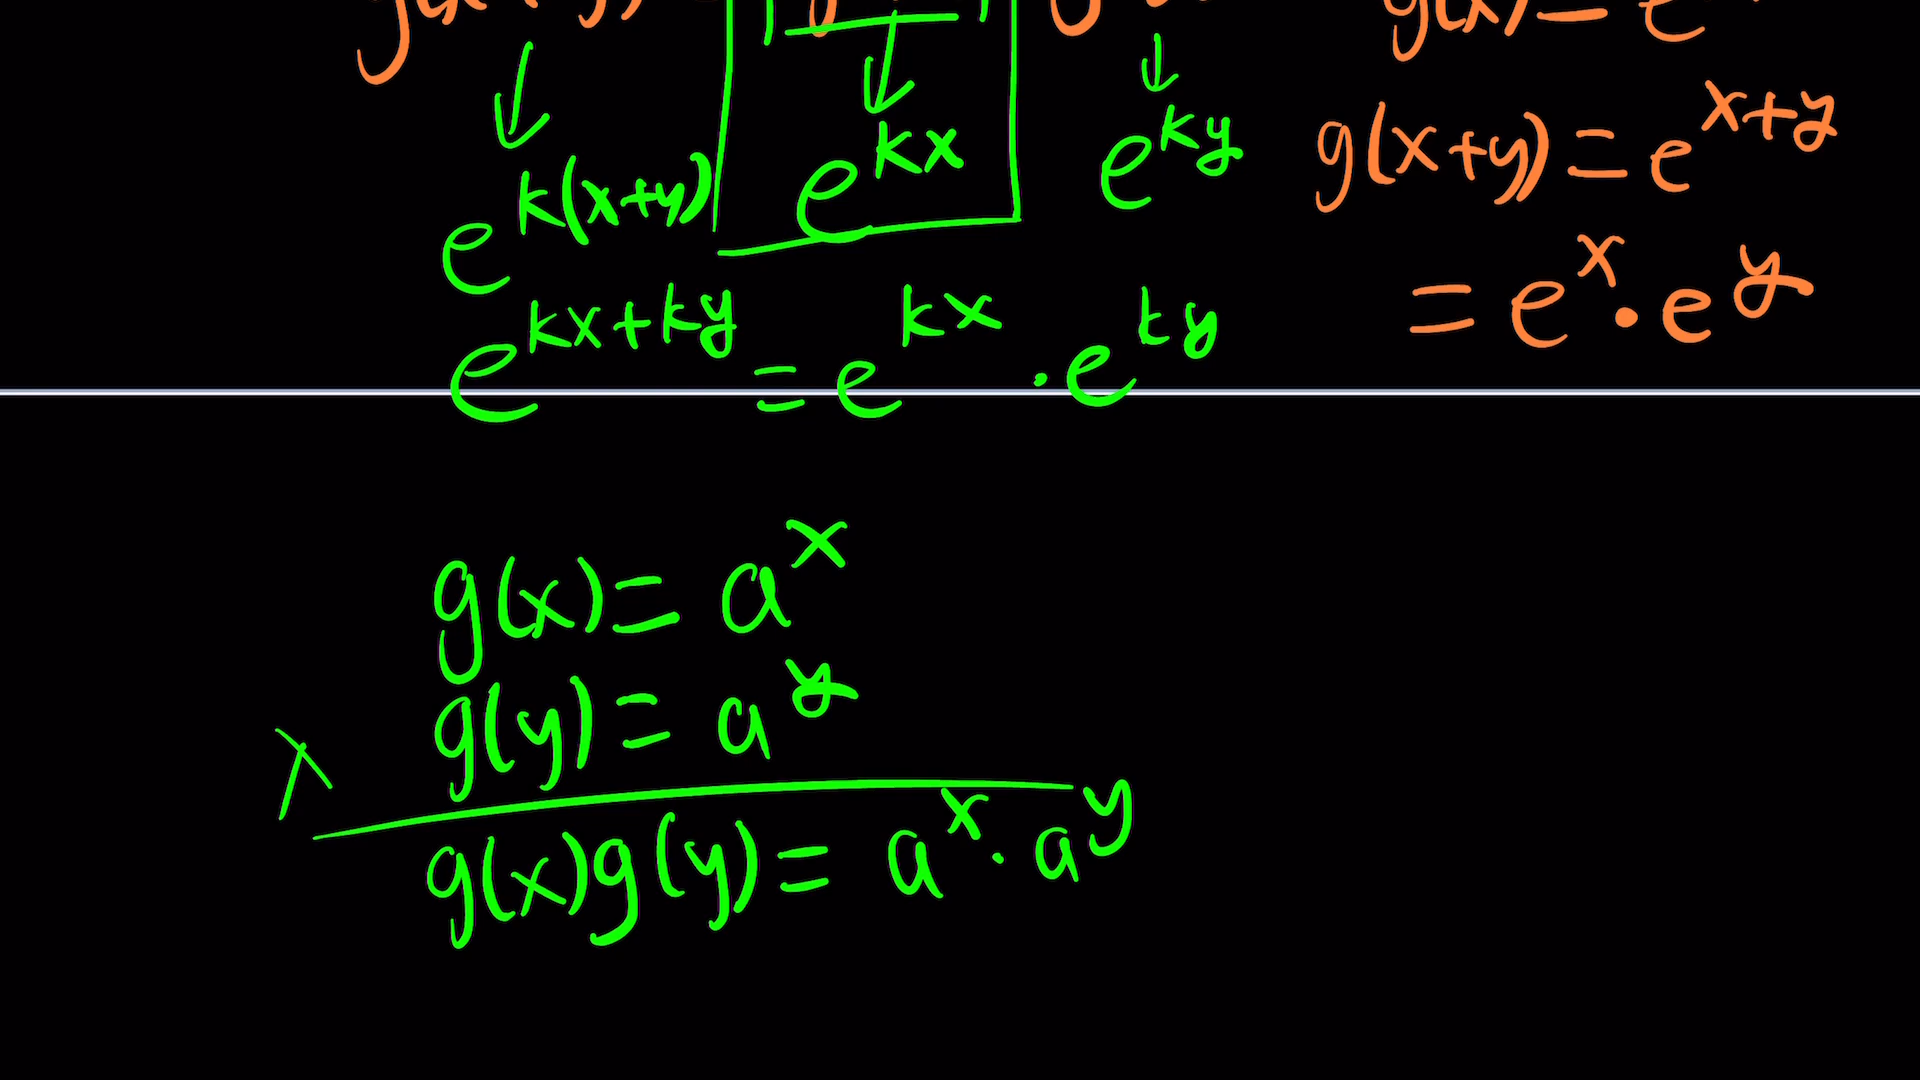 g(x) = e
e^{k(x+y)} e^{kx} e^{ky}
g(x+y) = e^{x+y}
= e^x · e^y
e^{kx+ky} = e^{kx} · e^{ky}
g(x) = a^x
× g(y) = a^y
g(x)g(y) = a^x · a^y